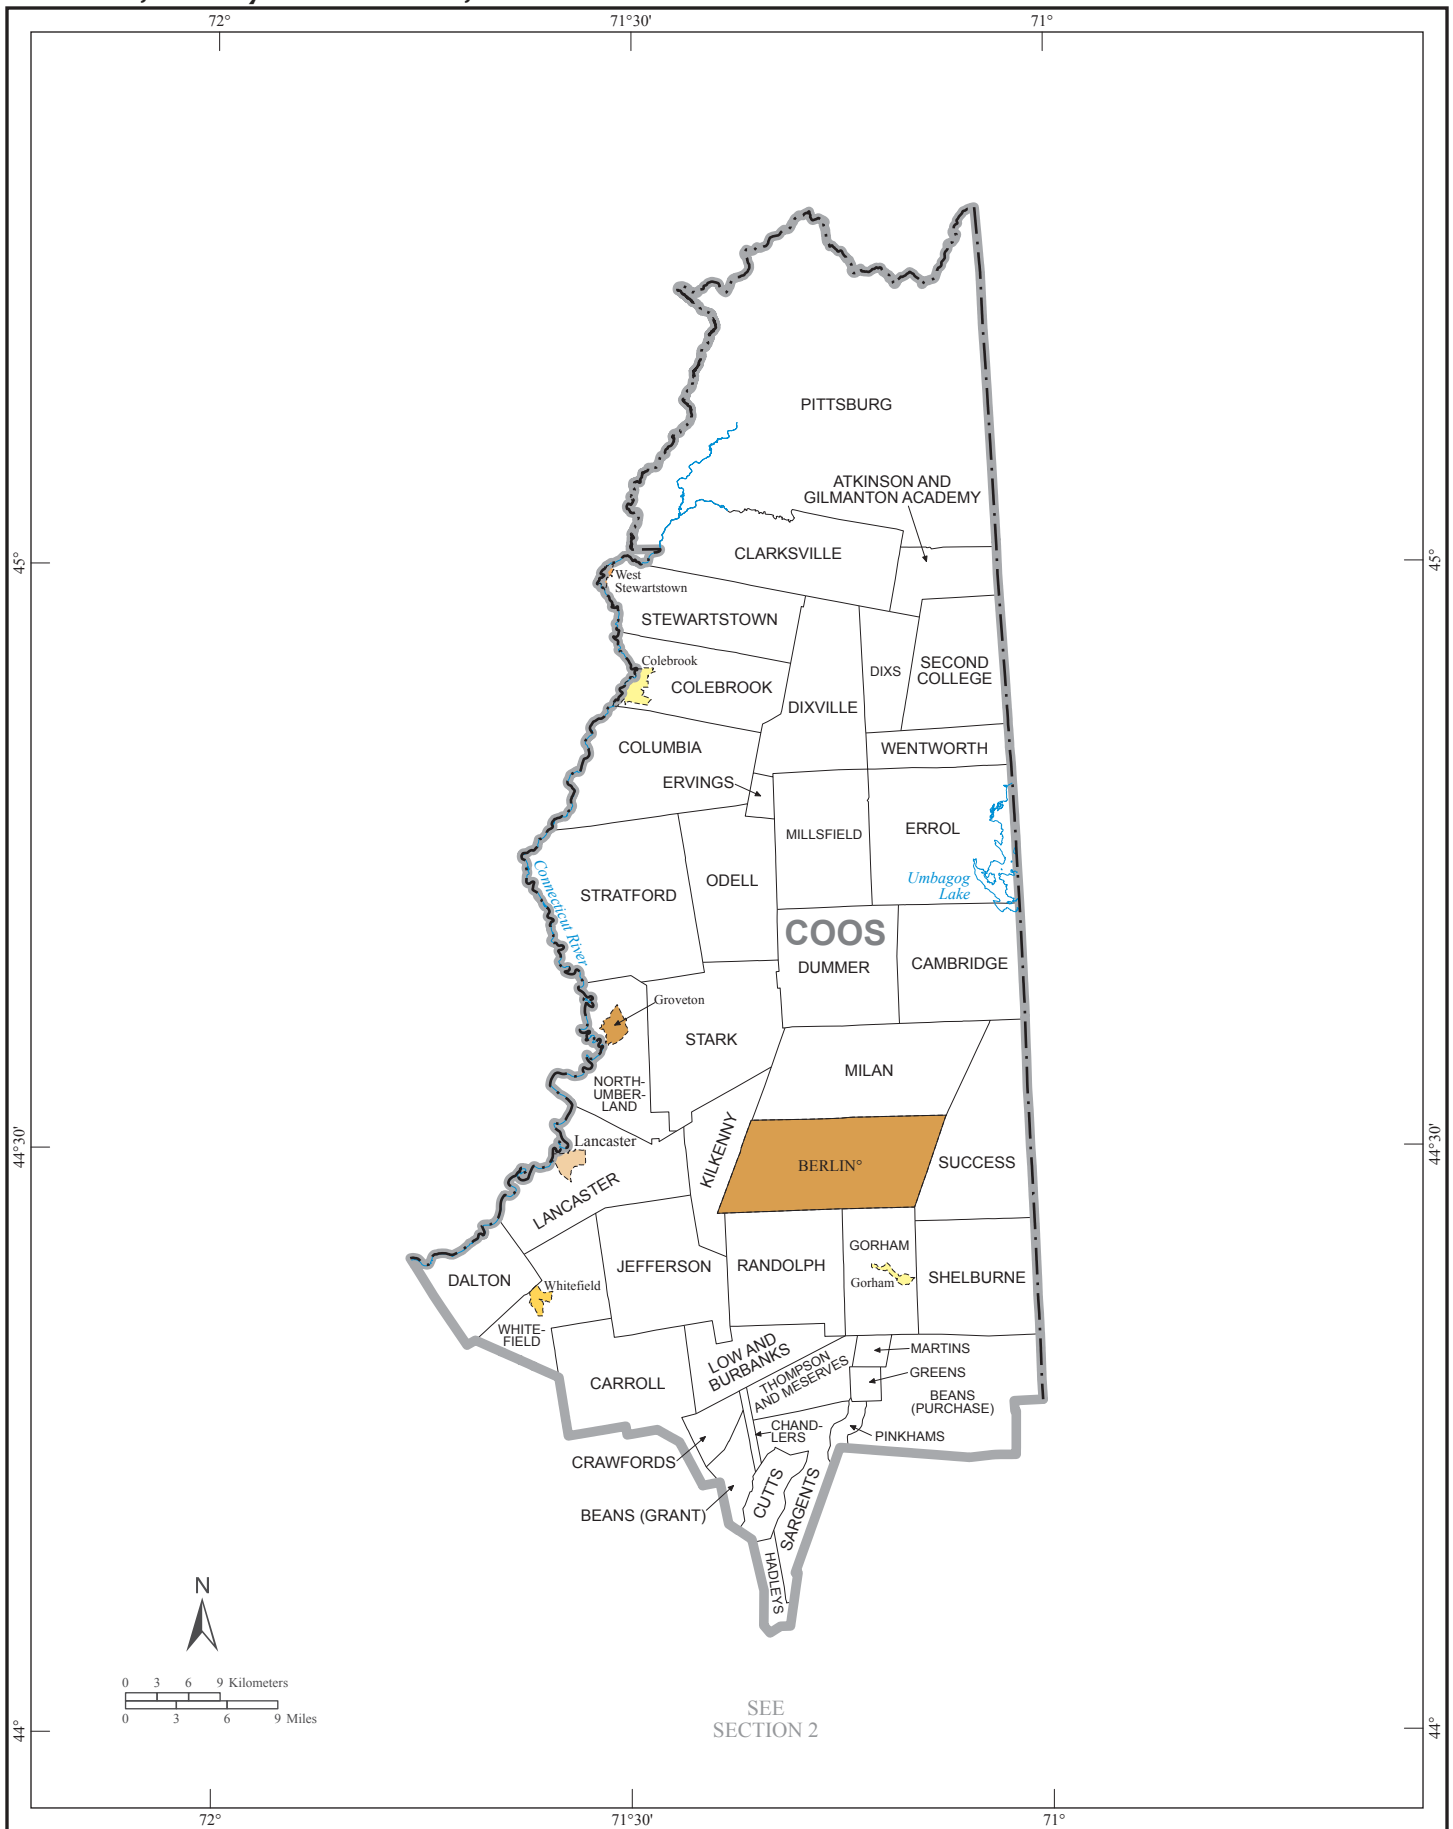 72°
71°30'
71°
PITTSBURG
ATKINSON AND
GILMANTON ACADEMY
45°
45°
CLARKSVILLE
West
Stewartstown
STEWARTSTOWN
Colebrook
COLEBROOK
DIXS
SECOND
COLLEGE
DIXVILLE
COLUMBIA
WENTWORTH
ERVINGS
MILLSFIELD
ERROL
Umbagog
Lake
Connecticut River
STRATFORD
ODELL
COOS
DUMMER
CAMBRIDGE
Groveton
STARK
MILAN
NORTH-
UMBER-
LAND
44°30'
44°30'
Lancaster
KILKENNY
BERLIN°
SUCCESS
LANCASTER
GORHAM
JEFFERSON
RANDOLPH
DALTON
Whitefield
Gorham
SHELBURNE
WHITE-
FIELD
LOW AND
BURBANKS
MARTINS
THOMPSON
AND MESERVES
GREENS
CARROLL
BEANS
(PURCHASE)
CHAND-
LERS
PINKHAMS
CRAWFORDS
CUTTS
SARGENTS
BEANS (GRANT)
HADLEYS
N
0 3 6 9 Kilometers
0 3 6 9 Miles
SEE
SECTION 2
44°
44°
72°
71°30'
71°